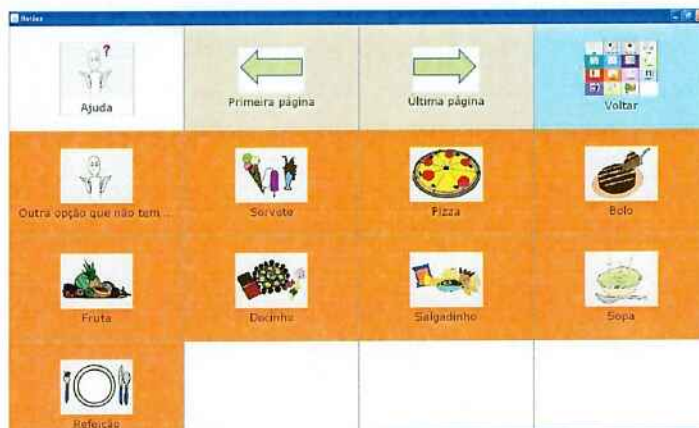 Ajuda
Primeira página
Última página
Voltar
Outra opção que não tem...
Sorvete
Pizza
Bolo
Fruta
Docinho
Salgadinho
Sopa
Refeição